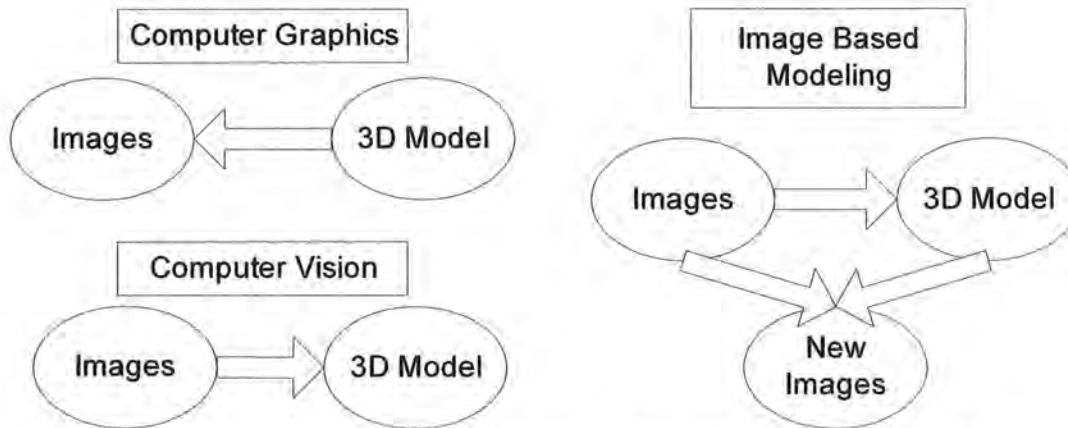 Computer Graphics
Images
3D Model
Computer Vision
Images
3D Model
Image Based
Modeling
Images
3D Model
New
Images